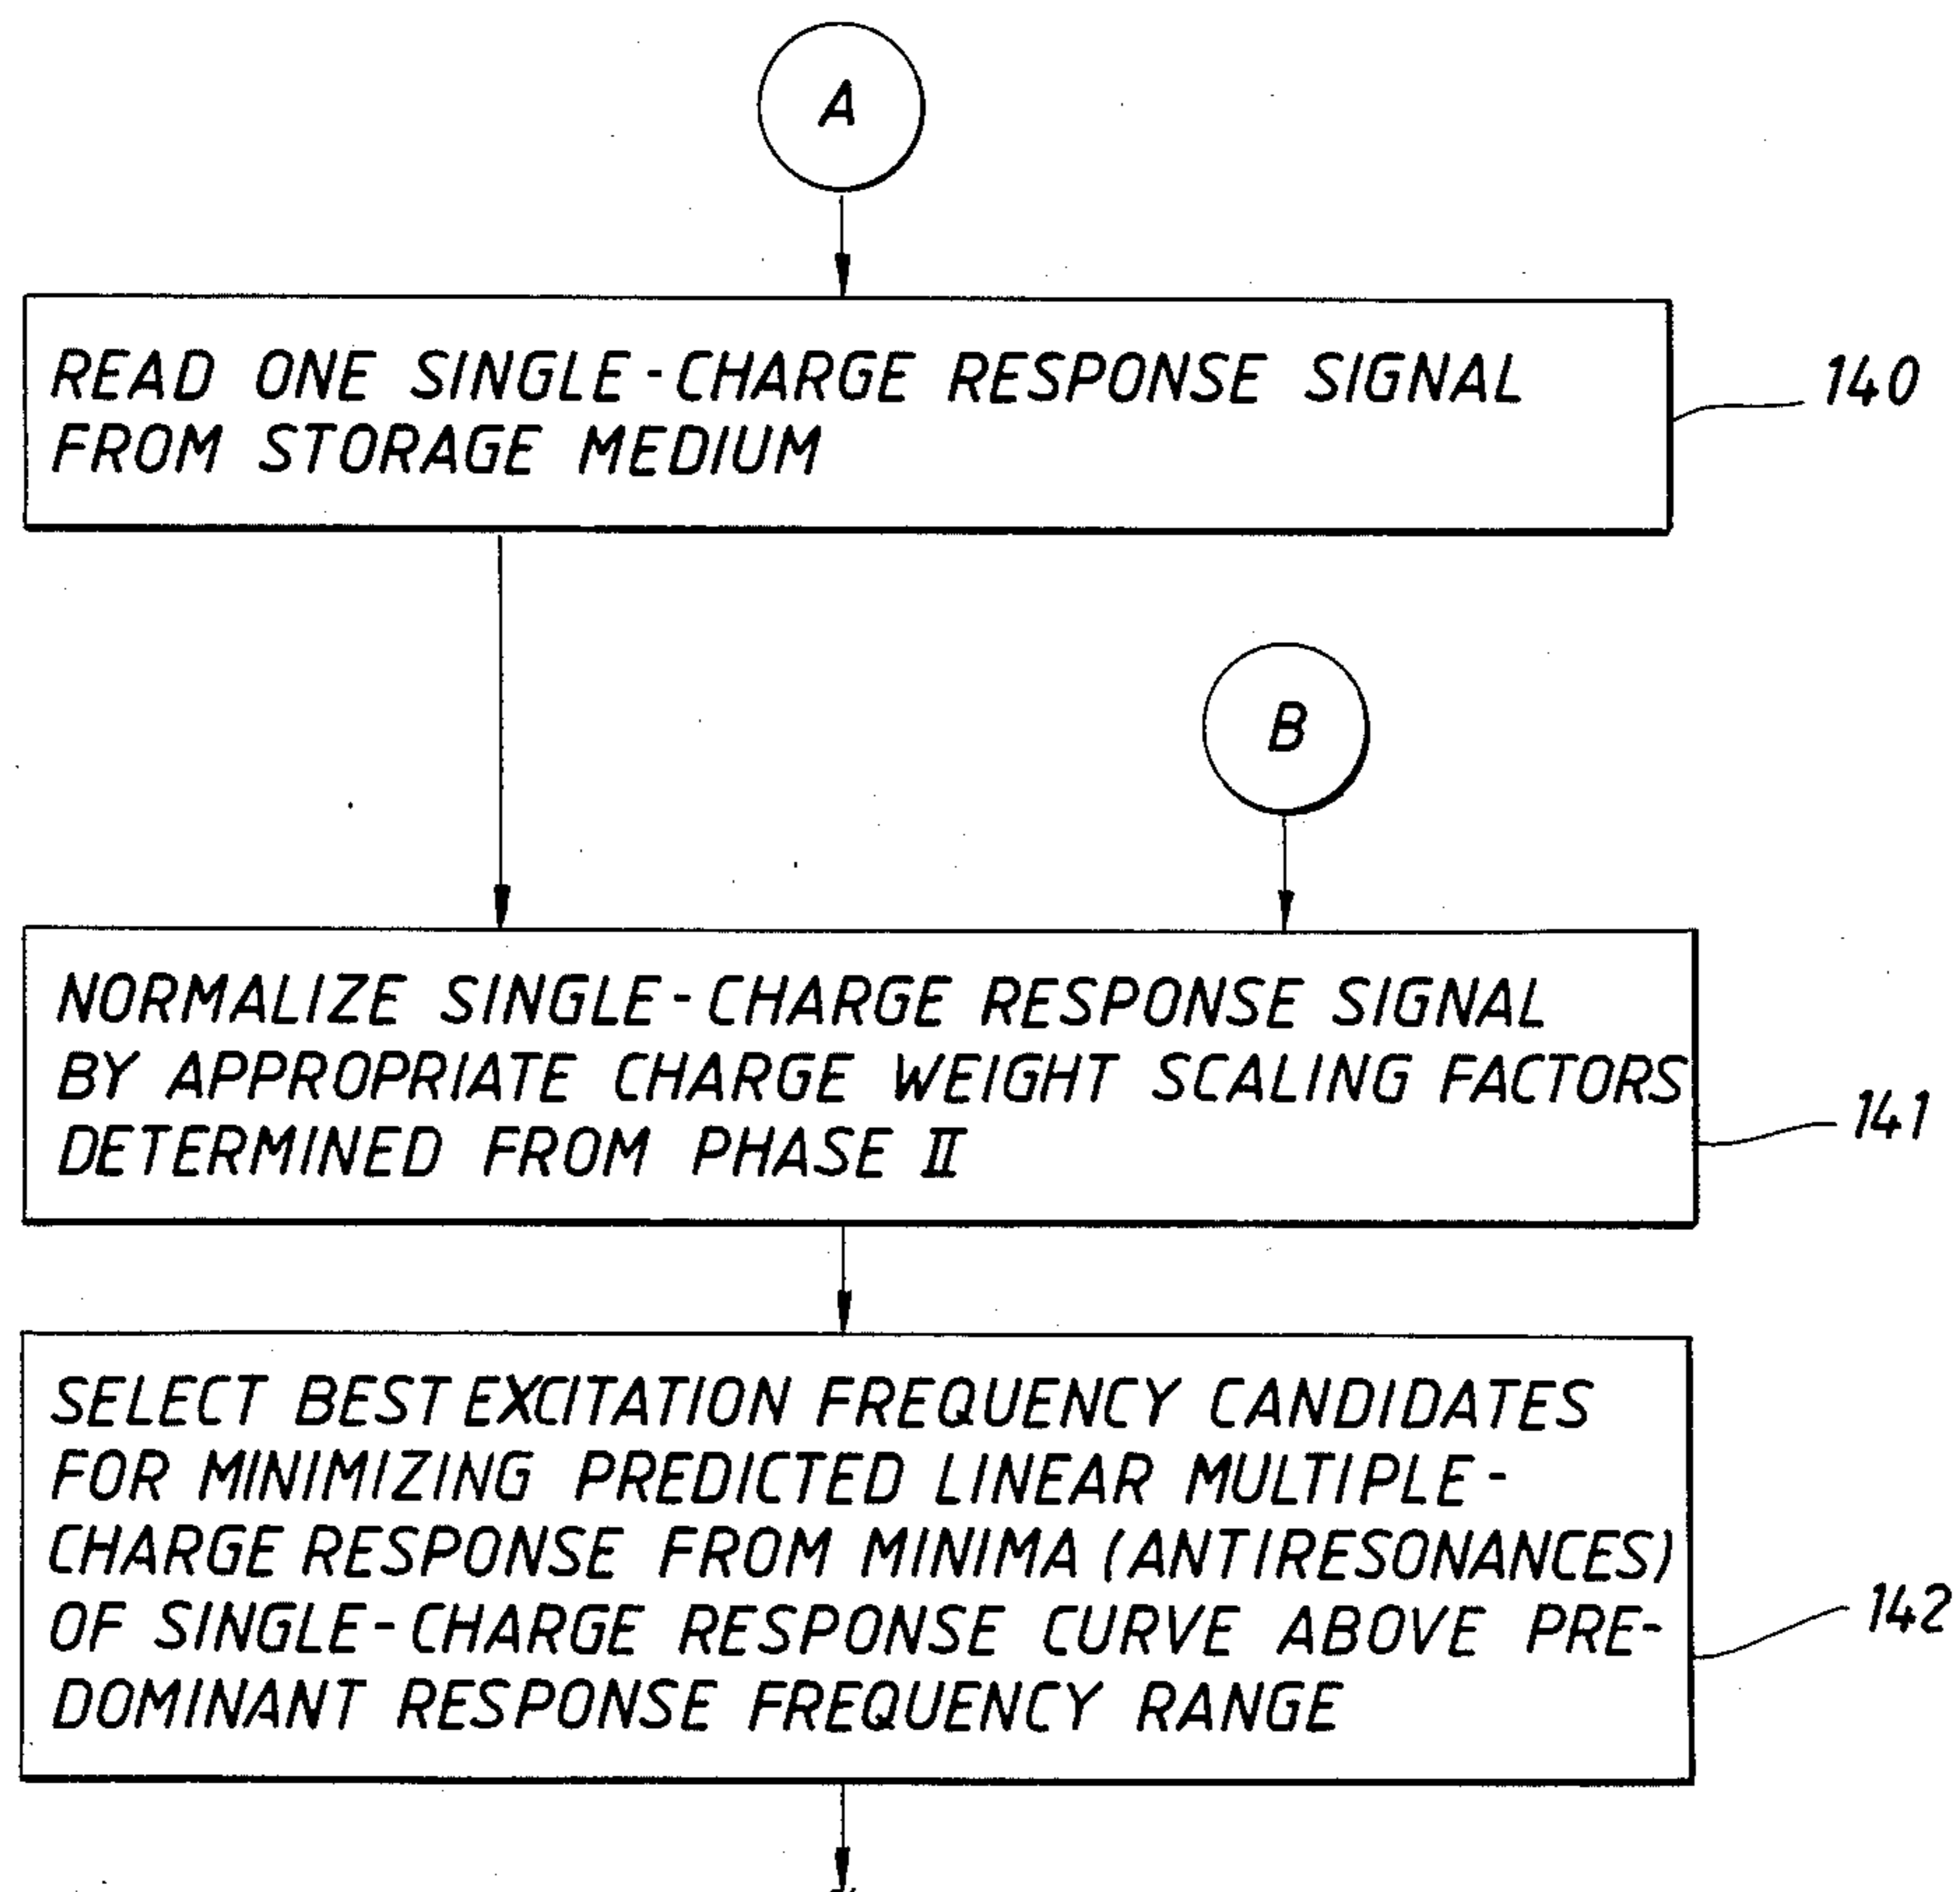 A
READ ONE SINGLE-CHARGE RESPONSE SIGNAL
FROM STORAGE MEDIUM
140
B
NORMALIZE SINGLE-CHARGE RESPONSE SIGNAL
BY APPROPRIATE CHARGE WEIGHT SCALING FACTORS
DETERMINED FROM PHASE II
141
SELECT BEST EXCITATION FREQUENCY CANDIDATES
FOR MINIMIZING PREDICTED LINEAR MULTIPLE-
CHARGE RESPONSE FROM MINIMA (ANTIRESONANCES)
OF SINGLE-CHARGE RESPONSE CURVE ABOVE PRE-
DOMINANT RESPONSE FREQUENCY RANGE
142